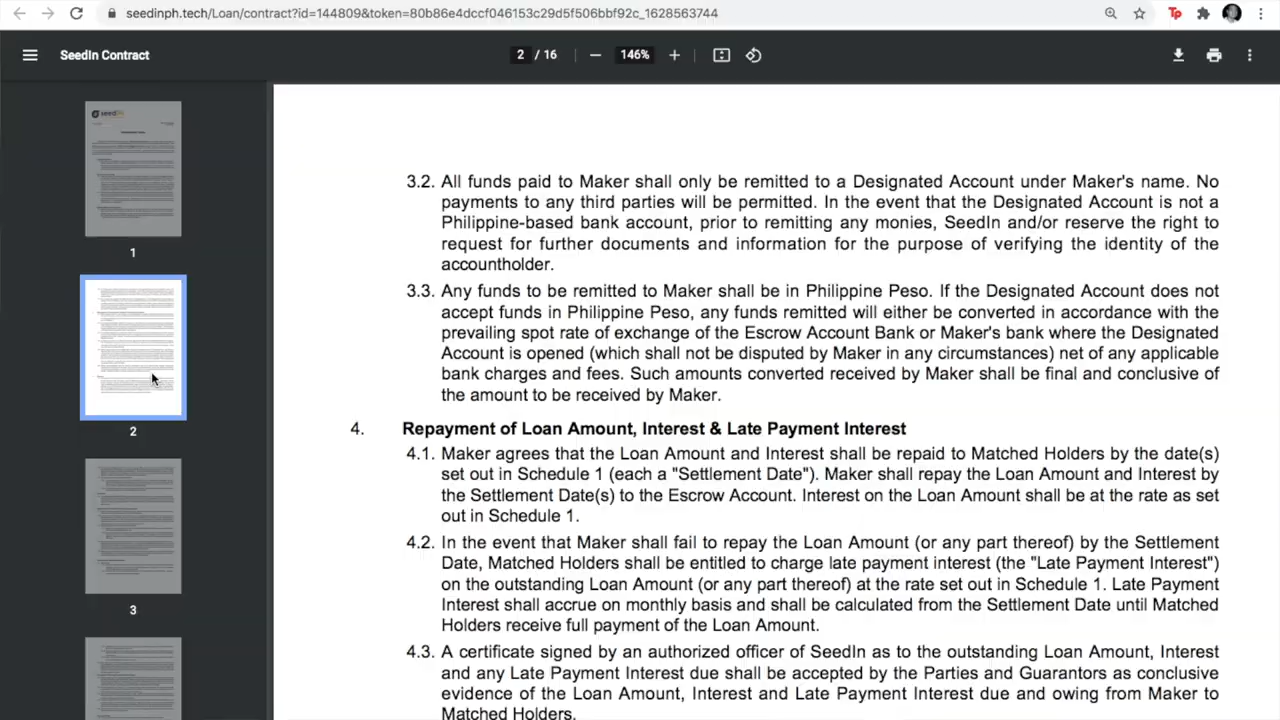 seedinph.tech/Loan/contract?id=144809&token=80b86e4dccf046153c29d5f506bbf92c_1628563744
SeedIn Contract
2 / 16
146%
seedin
1
2
3
3.2. All funds paid to Maker shall only be remitted to a Designated Account under Maker's name. No
payments to any third parties will be permitted. In the event that the Designated Account is not a
Philippine-based bank account, prior to remitting any monies, SeedIn and/or reserve the right to
request for further documents and information for the purpose of verifying the identity of the
accountholder.
3.3. Any funds to be remitted to Maker shall be in Philippine Peso. If the Designated Account does not
accept funds in Philippine Peso, any funds remitted will either be converted in accordance with the
prevailing spot rate of exchange of the Escrow Account Bank or Maker's bank where the Designated
Account is opened (which shall not be disputed by Maker in any circumstances) net of any applicable
bank charges and fees. Such amounts converted received by Maker shall be final and conclusive of
the amount to be received by Maker.
4. Repayment of Loan Amount, Interest & Late Payment Interest
4.1. Maker agrees that the Loan Amount and Interest shall be repaid to Matched Holders by the date(s)
set out in Schedule 1 (each a "Settlement Date"). Maker shall repay the Loan Amount and Interest by
the Settlement Date(s) to the Escrow Account. Interest on the Loan Amount shall be at the rate as set
out in Schedule 1.
4.2. In the event that Maker shall fail to repay the Loan Amount (or any part thereof) by the Settlement
Date, Matched Holders shall be entitled to charge late payment interest (the "Late Payment Interest")
on the outstanding Loan Amount (or any part thereof) at the rate set out in Schedule 1. Late Payment
Interest shall accrue on monthly basis and shall be calculated from the Settlement Date until Matched
Holders receive full payment of the Loan Amount.
4.3. A certificate signed by an authorized officer of SeedIn as to the outstanding Loan Amount, Interest
and any Late Payment Interest due shall be accepted by the Parties and Guarantors as conclusive
evidence of the Loan Amount, Interest and Late Payment Interest due and owing from Maker to
Matched Holders.